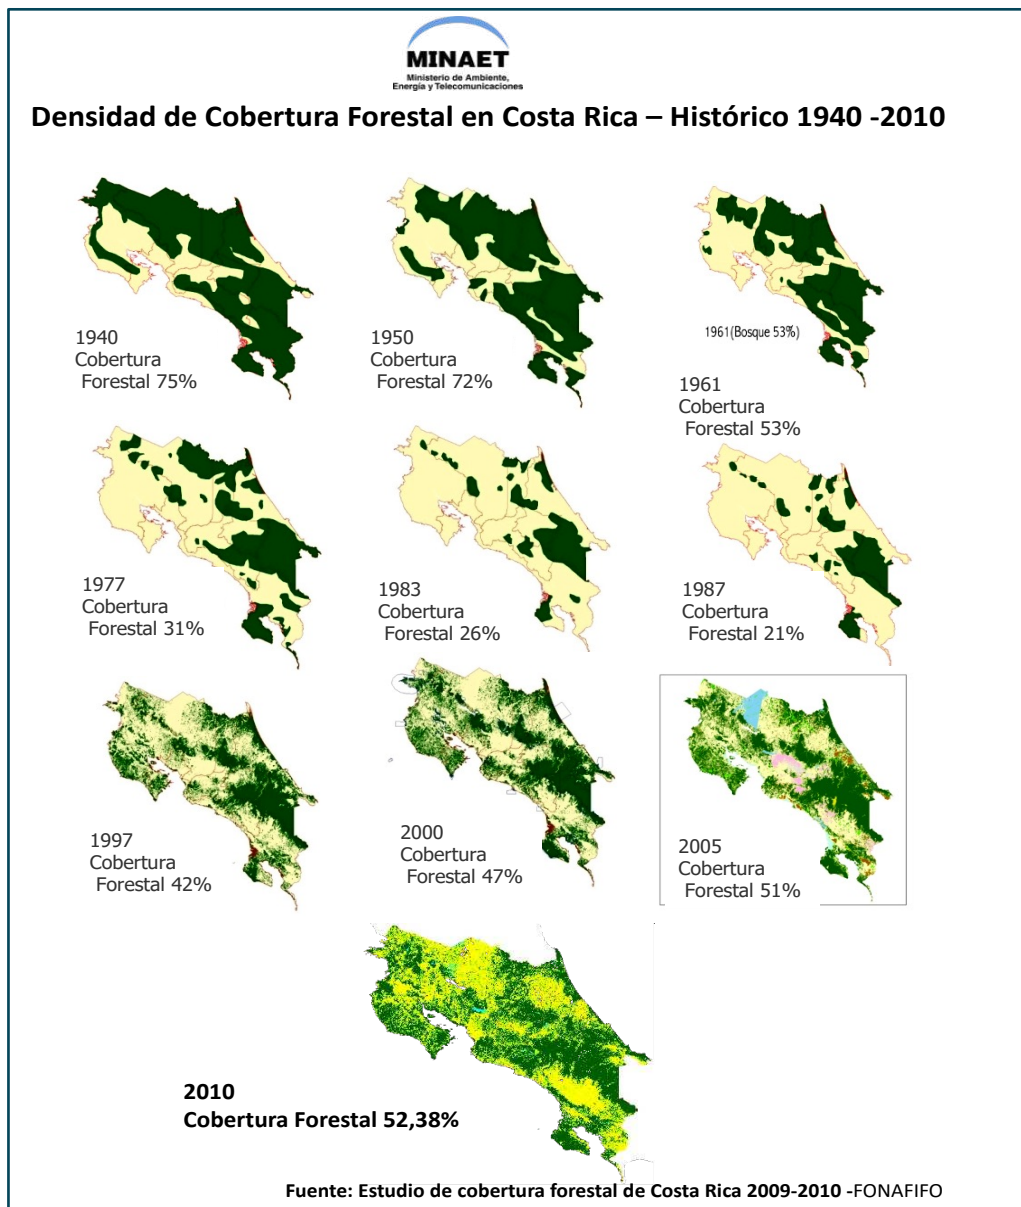 MINAET
Ministerio de Ambiente,
Energía y Telecomunicaciones
Densidad de Cobertura Forestal en Costa Rica – Histórico 1940 -2010
1940
Cobertura
Forestal 75%
1950
Cobertura
Forestal 72%
1961(Bosque 53%)
1961
Cobertura
Forestal 53%
1977
Cobertura
Forestal 31%
1983
Cobertura
Forestal 26%
1987
Cobertura
Forestal 21%
1997
Cobertura
Forestal 42%
2000
Cobertura
Forestal 47%
2005
Cobertura
Forestal 51%
2010
Cobertura Forestal 52,38%
Fuente: Estudio de cobertura forestal de Costa Rica 2009-2010 -FONAFIFO